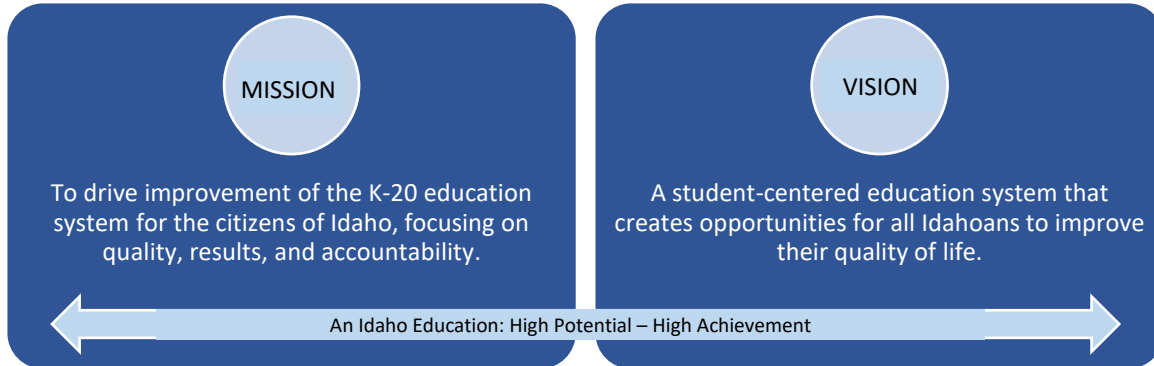 MISSION
To drive improvement of the K-20 education
system for the citizens of Idaho, focusing on
quality, results, and accountability.
VISION
A student-centered education system that
creates opportunities for all Idahoans to improve
their quality of life.
An Idaho Education: High Potential – High Achievement